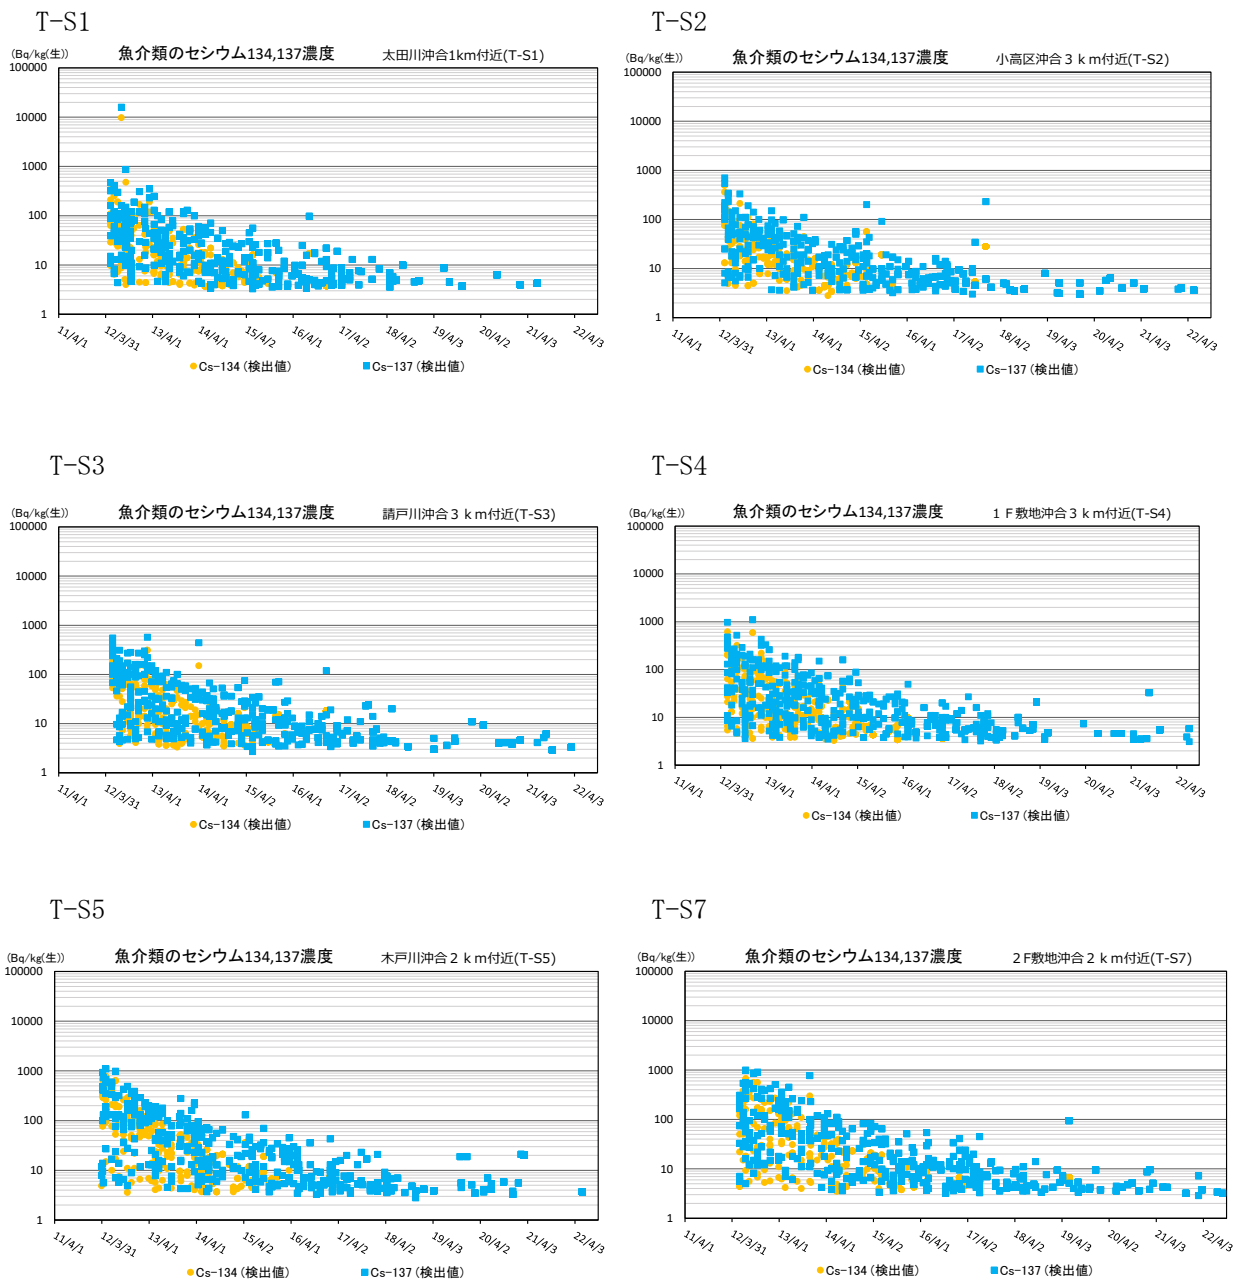 T-S1
(Bq/kg(生)) 魚介類のセシウム134,137濃度 太田川沖合1km付近(T-S1)
100000
10000
1000
100
10
1
11/4/1 12/3/31 13/4/1 14/4/1 15/4/2 16/4/1 17/4/2 18/4/2 19/4/3 20/4/2 21/4/3 22/4/3
Cs-134 (検出値) Cs-137 (検出値)
T-S2
(Bq/kg(生)) 魚介類のセシウム134,137濃度 小高区沖合３ｋｍ付近(T-S2)
100000
10000
1000
100
10
1
11/4/1 12/3/31 13/4/1 14/4/1 15/4/2 16/4/1 17/4/2 18/4/2 19/4/3 20/4/2 21/4/3 22/4/3
Cs-134 (検出値) Cs-137 (検出値)
T-S3
(Bq/kg(生)) 魚介類のセシウム134,137濃度 請戸川沖合３ｋｍ付近(T-S3)
100000
10000
1000
100
10
1
11/4/1 12/3/31 13/4/1 14/4/1 15/4/2 16/4/1 17/4/2 18/4/2 19/4/3 20/4/2 21/4/3 22/4/3
Cs-134 (検出値) Cs-137 (検出値)
T-S4
(Bq/kg(生)) 魚介類のセシウム134,137濃度 １Ｆ敷地沖合３ｋｍ付近(T-S4)
100000
10000
1000
100
10
1
11/4/1 12/3/31 13/4/1 14/4/1 15/4/2 16/4/1 17/4/2 18/4/2 19/4/3 20/4/2 21/4/3 22/4/3
Cs-134 (検出値) Cs-137 (検出値)
T-S5
(Bq/kg(生)) 魚介類のセシウム134,137濃度 木戸川沖合２ｋｍ付近(T-S5)
100000
10000
1000
100
10
1
11/4/1 12/3/31 13/4/1 14/4/1 15/4/2 16/4/1 17/4/2 18/4/2 19/4/3 20/4/2 21/4/3 22/4/3
Cs-134 (検出値) Cs-137 (検出値)
T-S7
(Bq/kg(生)) 魚介類のセシウム134,137濃度 ２F敷地沖合２ｋｍ付近(T-S7)
100000
10000
1000
100
10
1
11/4/1 12/3/31 13/4/1 14/4/1 15/4/2 16/4/1 17/4/2 18/4/2 19/4/3 20/4/2 21/4/3 22/4/3
Cs-134 (検出値) Cs-137 (検出値)